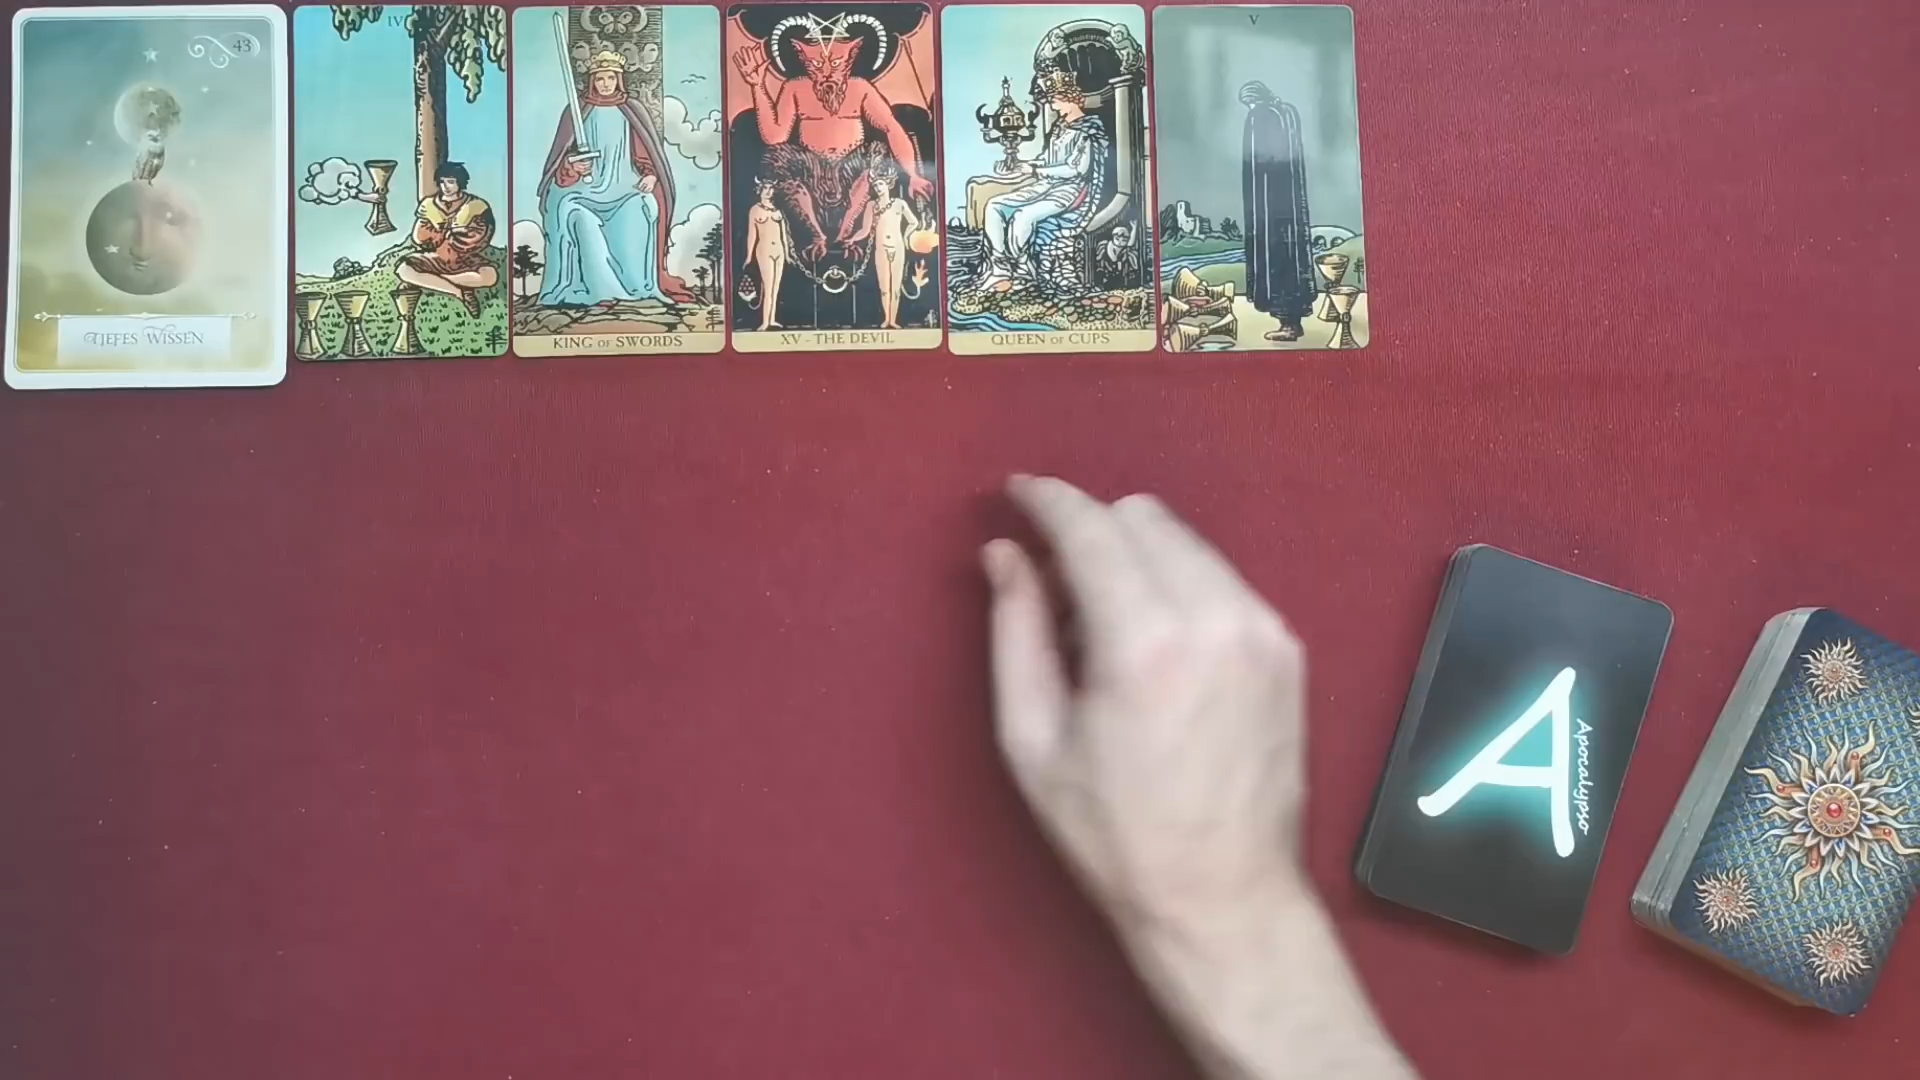 43
TIEFES WISSEN
IV
KING OF SWORDS
XV - THE DEVIL
QUEEN OF CUPS
V
A
Apocalypso